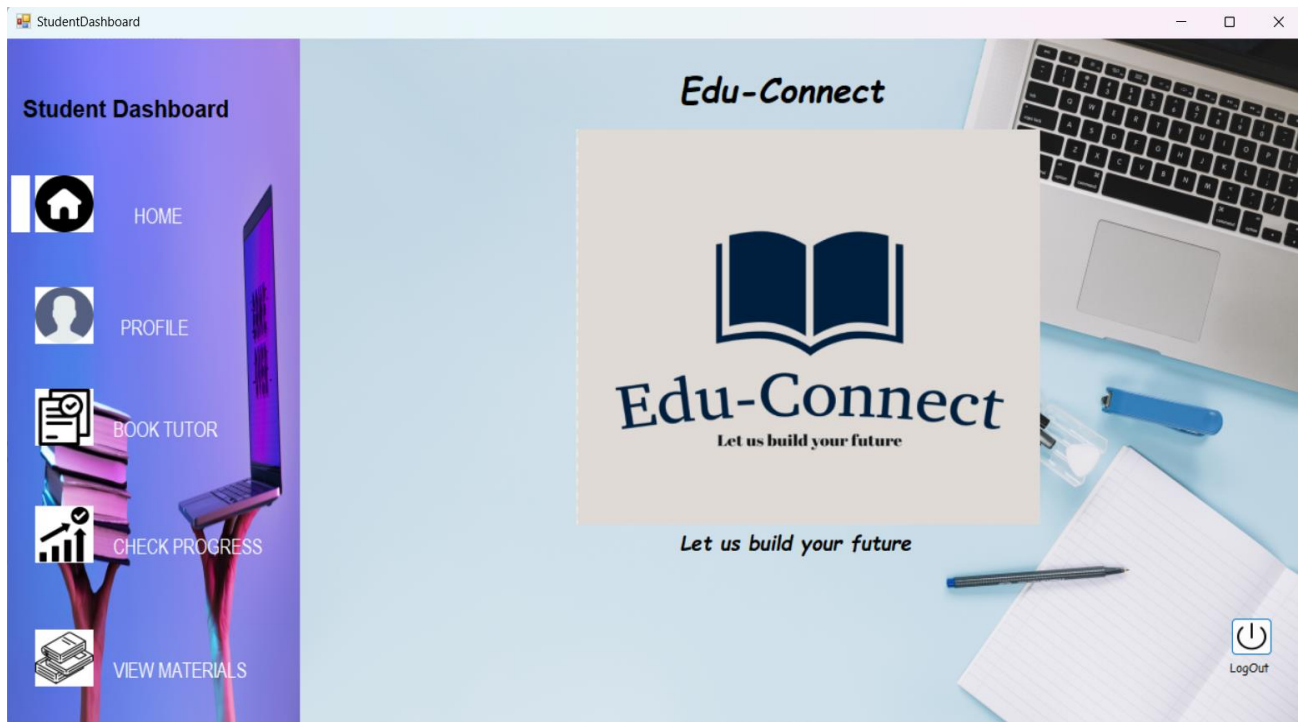 StudentDashboard
Student Dashboard
HOME
PROFILE
BOOK TUTOR
CHECK PROGRESS
VIEW MATERIALS
Edu-Connect
Edu-Connect
Let us build your future
Let us build your future
LogOut